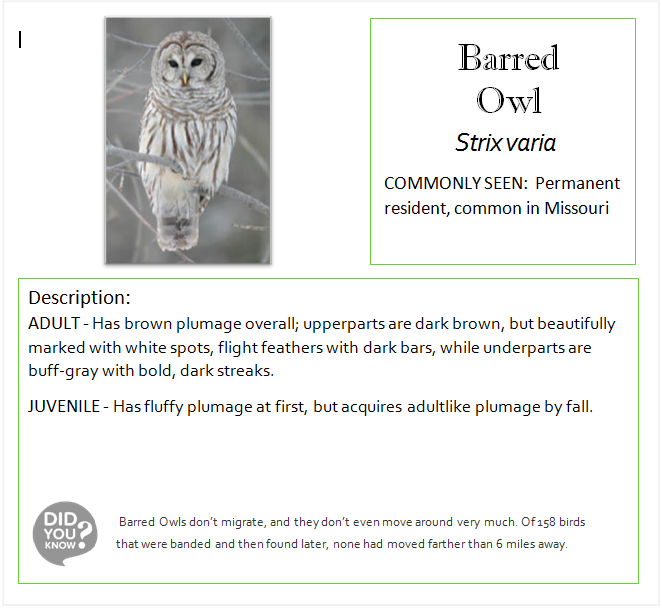 Barred
Owl
Strix varia
COMMONLY SEEN: Permanent
resident, common in Missouri
Description:
ADULT - Has brown plumage overall; upperparts are dark brown, but beautifully
marked with white spots, flight feathers with dark bars, while underparts are
buff-gray with bold, dark streaks.
JUVENILE - Has fluffy plumage at first, but acquires adultlike plumage by fall.
DID
YOU
KNOW?
Barred Owls don't migrate, and they don't even move around very much. Of 158 birds
that were banded and then found later, none had moved farther than 6 miles away.